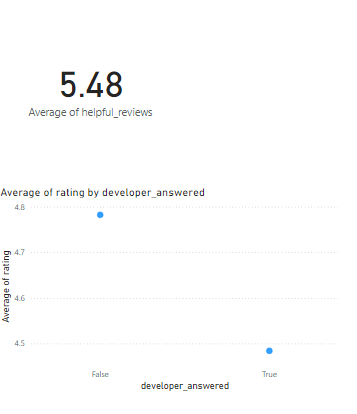 5.48
Average of helpful_reviews
Average of rating by developer_answered
4.8
4.7
4.6
4.5
Average of rating
False
True
developer_answered